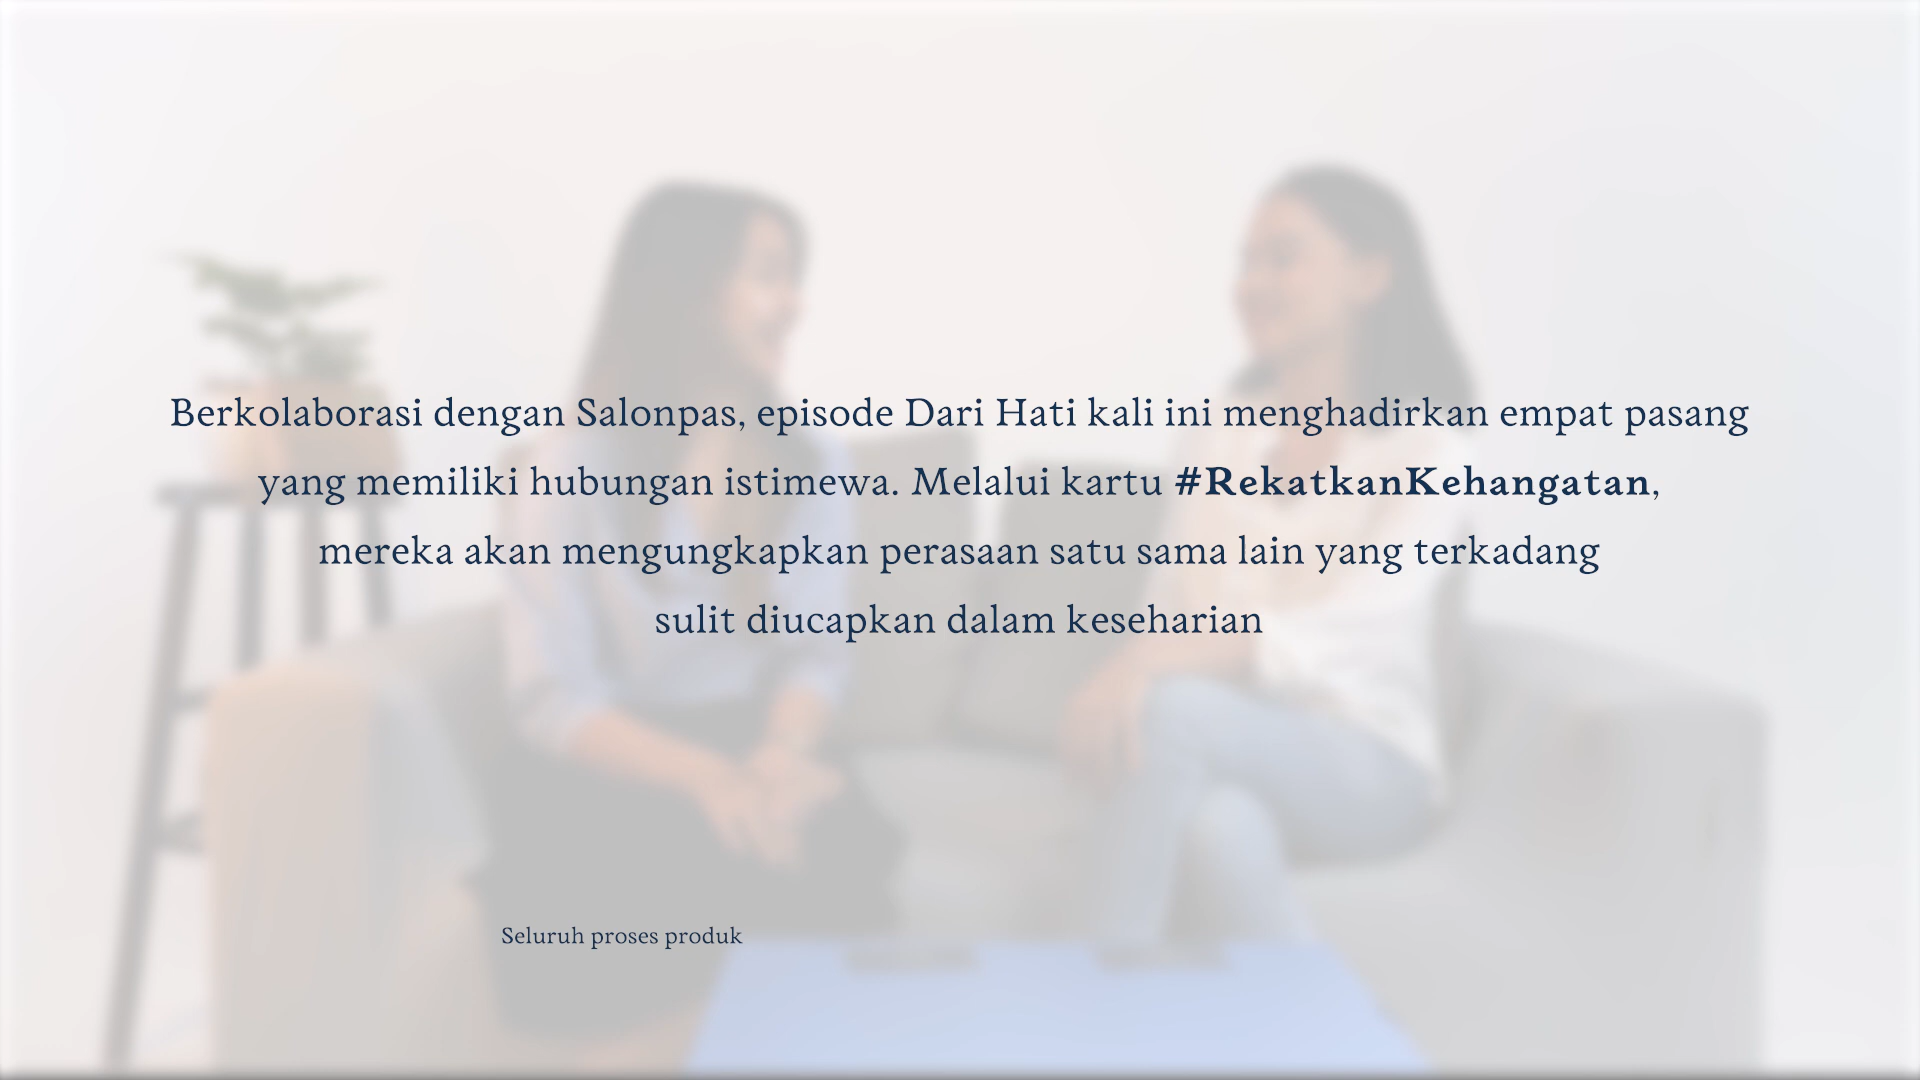 Berkolaborasi dengan Salonpas, episode Dari Hati kali ini menghadirkan empat pasang
yang memiliki hubungan istimewa. Melalui kartu #RekatkanKehangatan,
mereka akan mengungkapkan perasaan satu sama lain yang terkadang
sulit diucapkan dalam keseharian
Seluruh proses produk